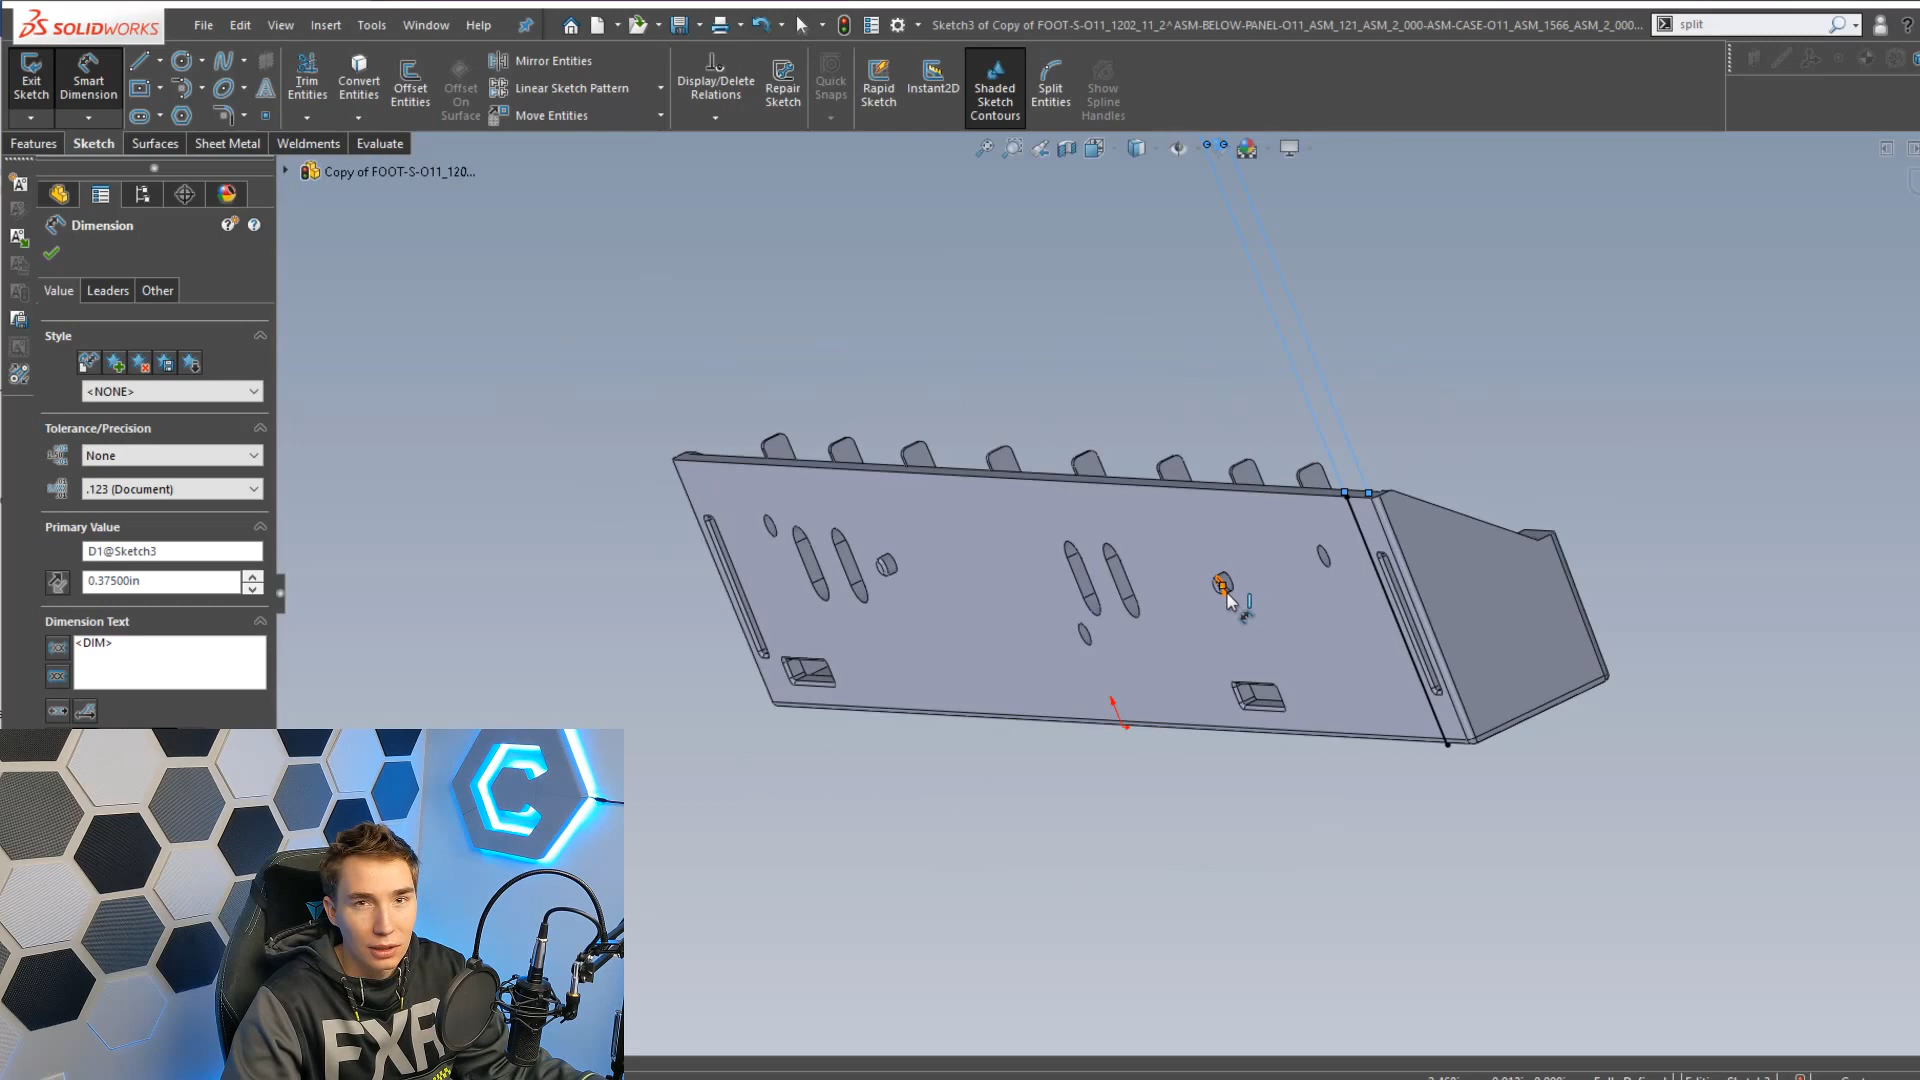 SOLIDWORKS
File Edit View Insert Tools Window Help
Sketch3 of Copy of FOOT-S-O11_1202_11_2^ASM-BELOW-PANEL-O11_ASM_121_ASM_2_000-ASM-CASE-O11_ASM_1566_ASM_2_000...
split
Exit Sketch
Smart Dimension
Trim Entities
Convert Entities
Offset Entities
Offset On Surface
Mirror Entities
Linear Sketch Pattern
Move Entities
Display/Delete Relations
Repair Sketch
Quick Snaps
Rapid Sketch
Instant2D
Shaded Sketch Contours
Split Entities
Show Spline Handles
Features Sketch Surfaces Sheet Metal Weldments Evaluate
Copy of FOOT-S-O11_120...
Dimension
Value Leaders Other
Style
<NONE>
Tolerance/Precision
None
.123 (Document)
Primary Value
D1@Sketch3
0.37500in
Dimension Text
<DIM>
FXR